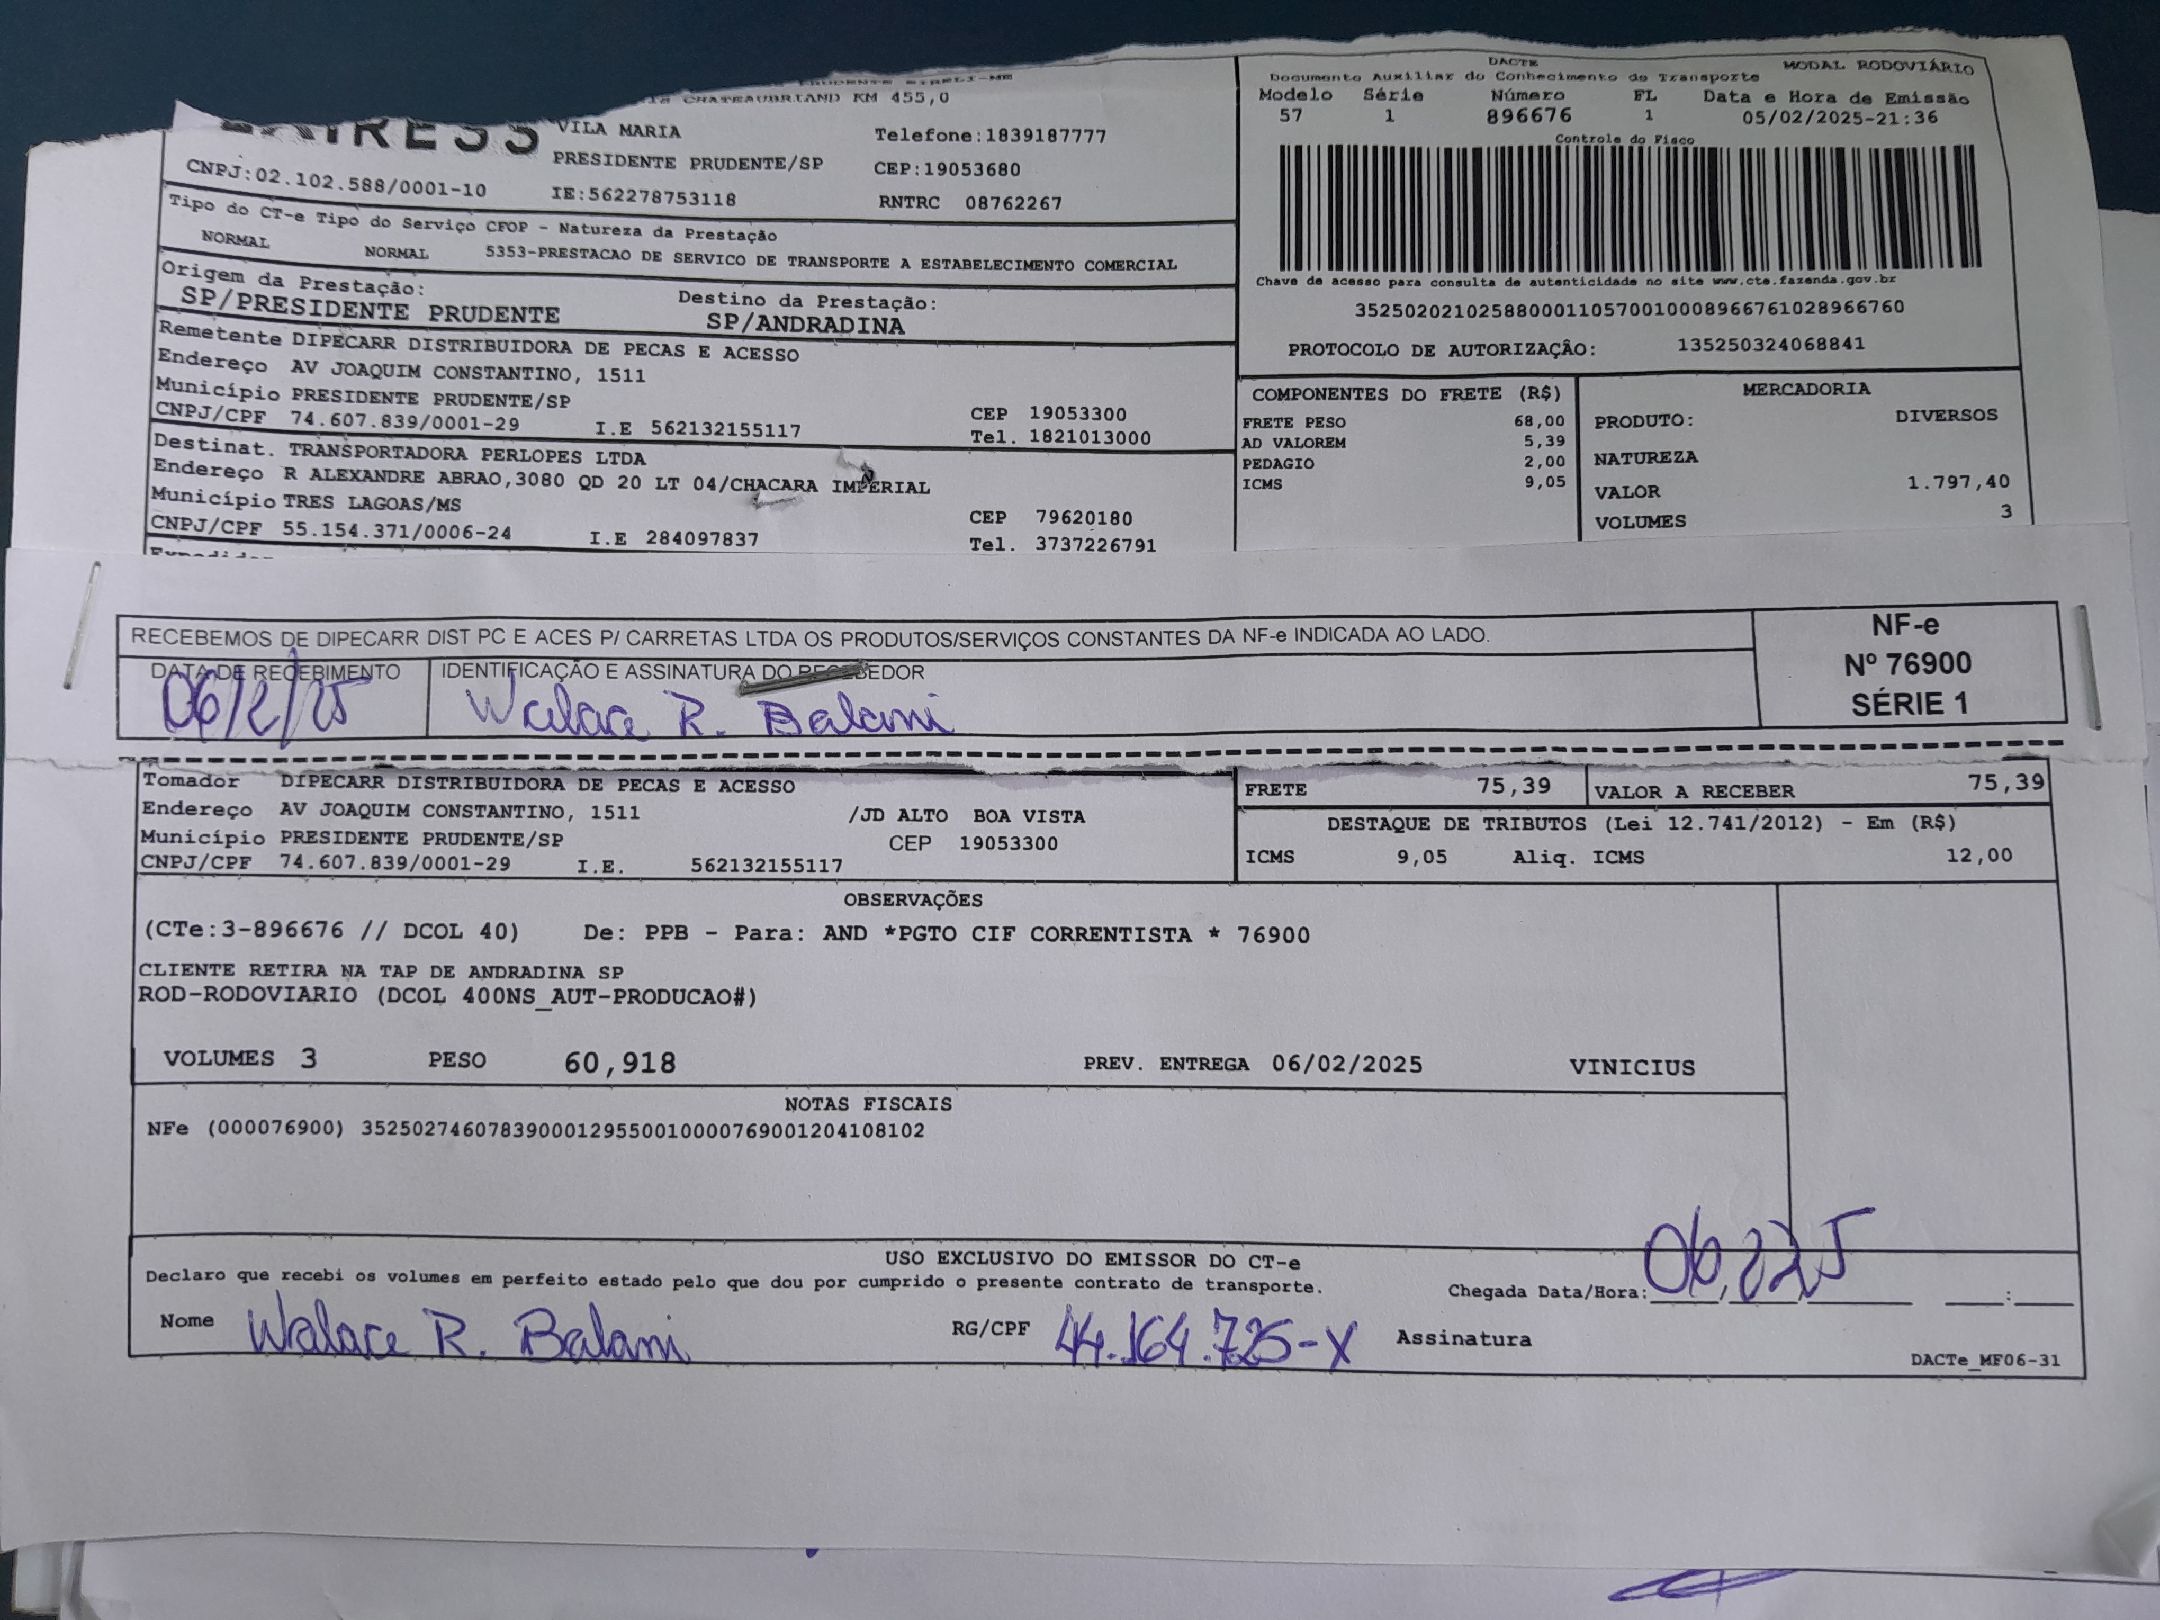 CHATEAUBRIAND KM 455,0
VILA MARIA
Telefone:1839187777
PRESIDENTE PRUDENTE/SP
CEP:19053680
CNPJ:02.102.588/0001-10
IE:562278753118
RNTRC 08762267
DACTE
MODAL RODOVIÁRIO
Documento Auxiliar do Conhecimento de Transporte
Modelo Série Número FL Data e Hora de Emissão
57 1 896676 1 05/02/2025-21:36
Controle do Fisco
Chave de acesso para consulta de autenticidade no site www.cte.fazenda.gov.br
35250202102588000110570010008966761028966760
PROTOCOLO DE AUTORIZAÇÃO: 135250324068841
Tipo do CT-e Tipo do Serviço CFOP - Natureza da Prestação
NORMAL NORMAL 5353-PRESTACAO DE SERVICO DE TRANSPORTE A ESTABELECIMENTO COMERCIAL
Origem da Prestação: Destino da Prestação:
SP/PRESIDENTE PRUDENTE SP/ANDRADINA
Remetente DIPECARR DISTRIBUIDORA DE PECAS E ACESSO
Endereço AV JOAQUIM CONSTANTINO, 1511
Município PRESIDENTE PRUDENTE/SP CEP 19053300
CNPJ/CPF 74.607.839/0001-29 I.E 562132155117 Tel. 1821013000
Destinat. TRANSPORTADORA PERLOPES LTDA
Endereço R ALEXANDRE ABRAO,3080 QD 20 LT 04/CHACARA IMPERIAL
Município TRES LAGOAS/MS CEP 79620180
CNPJ/CPF 55.154.371/0006-24 I.E 284097837 Tel. 3737226791
COMPONENTES DO FRETE (R$)
FRETE PESO 68,00
AD VALOREM 5,39
PEDAGIO 2,00
ICMS 9,05
MERCADORIA
PRODUTO: DIVERSOS
NATUREZA
VALOR 1.797,40
VOLUMES 3
RECEBEMOS DE DIPECARR DIST PC E ACES P/ CARRETAS LTDA OS PRODUTOS/SERVIÇOS CONSTANTES DA NF-e INDICADA AO LADO.
DATA DE RECEBIMENTO IDENTIFICAÇÃO E ASSINATURA DO RECEBEDOR
06/2/25 Walace R. Balani
NF-e
Nº 76900
SÉRIE 1
Tomador DIPECARR DISTRIBUIDORA DE PECAS E ACESSO
Endereço AV JOAQUIM CONSTANTINO, 1511 /JD ALTO BOA VISTA
Município PRESIDENTE PRUDENTE/SP CEP 19053300
CNPJ/CPF 74.607.839/0001-29 I.E. 562132155117
FRETE 75,39 VALOR A RECEBER 75,39
DESTAQUE DE TRIBUTOS (Lei 12.741/2012) - Em (R$)
ICMS 9,05 Aliq. ICMS 12,00
OBSERVAÇÕES
(CTe:3-896676 // DCOL 40) De: PPB - Para: AND *PGTO CIF CORRENTISTA * 76900
CLIENTE RETIRA NA TAP DE ANDRADINA SP
ROD-RODOVIARIO (DCOL 400NS_AUT-PRODUCAO#)
VOLUMES 3 PESO 60,918 PREV. ENTREGA 06/02/2025 VINICIUS
NOTAS FISCAIS
NFe (000076900) 35250274607839000129550010000769001204108102
USO EXCLUSIVO DO EMISSOR DO CT-e
Declaro que recebi os volumes em perfeito estado pelo que dou por cumprido o presente contrato de transporte.
Chegada Data/Hora: 06/2/25 :
Nome Walace R. Balani RG/CPF 44.164.725-X Assinatura
DACTe_MF06-31